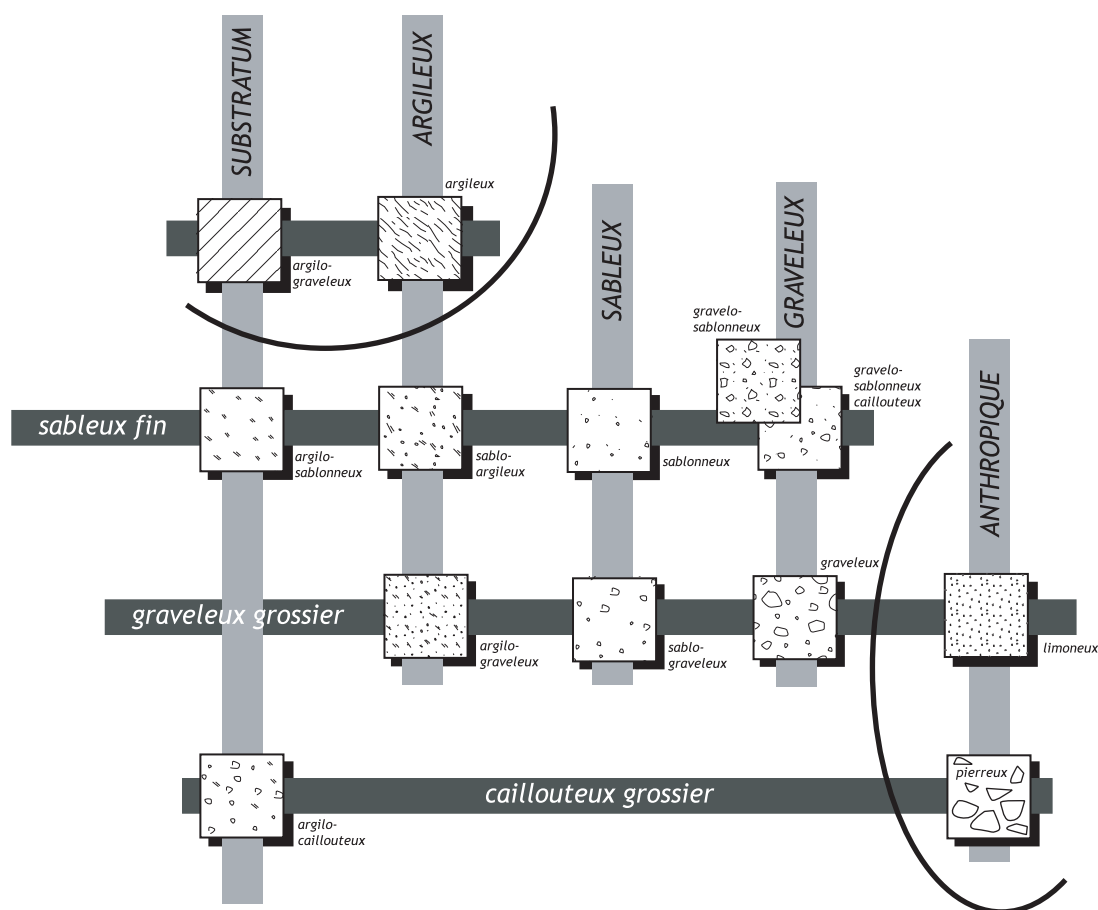 SUBSTRATUM
ARGILEUX
argileux
argilo-
graveleux
SABLEUX
GRAVELEUX
gravelo-
sablonneux
gravelo-
sablonneux
caillouteux
ANTHROPIQUE
sableux fin
argilo-
sablonneux
sablo-
argileux
sablonneux
graveleux
graveleux grossier
argilo-
graveleux
sablo-
graveleux
limoneux
pierreux
caillouteux grossier
argilo-
caillouteux